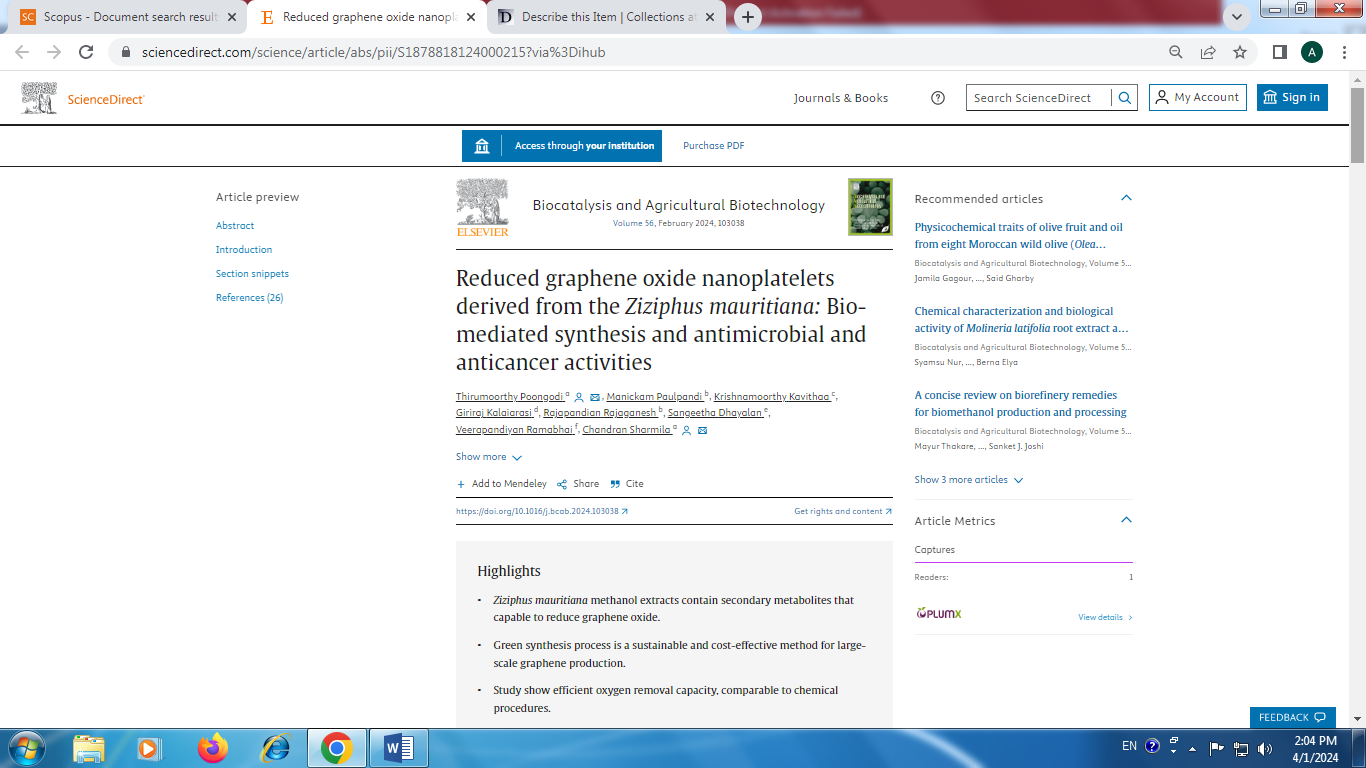 Scopus - Document search result
Reduced graphene oxide nanopla
Describe this Item | Collections a
sciencedirect.com/science/article/abs/pii/S1878818124000215?via%3Dihub
A
ScienceDirect
Journals & Books
Search ScienceDirect
My Account
Sign in
Access through your institution
Purchase PDF
Article preview
Abstract
Introduction
Section snippets
References (26)
ELSEVIER
Biocatalysis and Agricultural Biotechnology
Volume 56, February 2024, 103038
Reduced graphene oxide nanoplatelets
derived from the Ziziphus mauritiana: Bio-
mediated synthesis and antimicrobial and
anticancer activities
Thirumoorthy Poongodi a, Manickam Paulpandi b, Krishnamoorthy Kavithaa c,
Giriraj Kalaiarasi d, Rajapandian Rajaganesh b, Sangeetha Dhayalan e,
Veerapandiyan Ramabhai f, Chandran Sharmila a
Show more
Add to Mendeley Share Cite
https://doi.org/10.1016/j.bcab.2024.103038
Get rights and content
Highlights
• Ziziphus mauritiana methanol extracts contain secondary metabolites that
capable to reduce graphene oxide.
• Green synthesis process is a sustainable and cost-effective method for large-
scale graphene production.
• Study show efficient oxygen removal capacity, comparable to chemical
procedures.
Recommended articles
Physicochemical traits of olive fruit and oil
from eight Moroccan wild olive (Olea…
Biocatalysis and Agricultural Biotechnology, Volume 5…
Jamila Gagour, …, Said Gharby
Chemical characterization and biological
activity of Molineria latifolia root extract a…
Biocatalysis and Agricultural Biotechnology, Volume 5…
Syamsu Nur, …, Berna Elya
A concise review on biorefinery remedies
for biomethanol production and processing
Biocatalysis and Agricultural Biotechnology, Volume 5…
Mayur Thakare, …, Sanket J. Joshi
Show 3 more articles
Article Metrics
Captures
Readers: 1
PLUMX
View details
FEEDBACK
EN
2:04 PM
4/1/2024